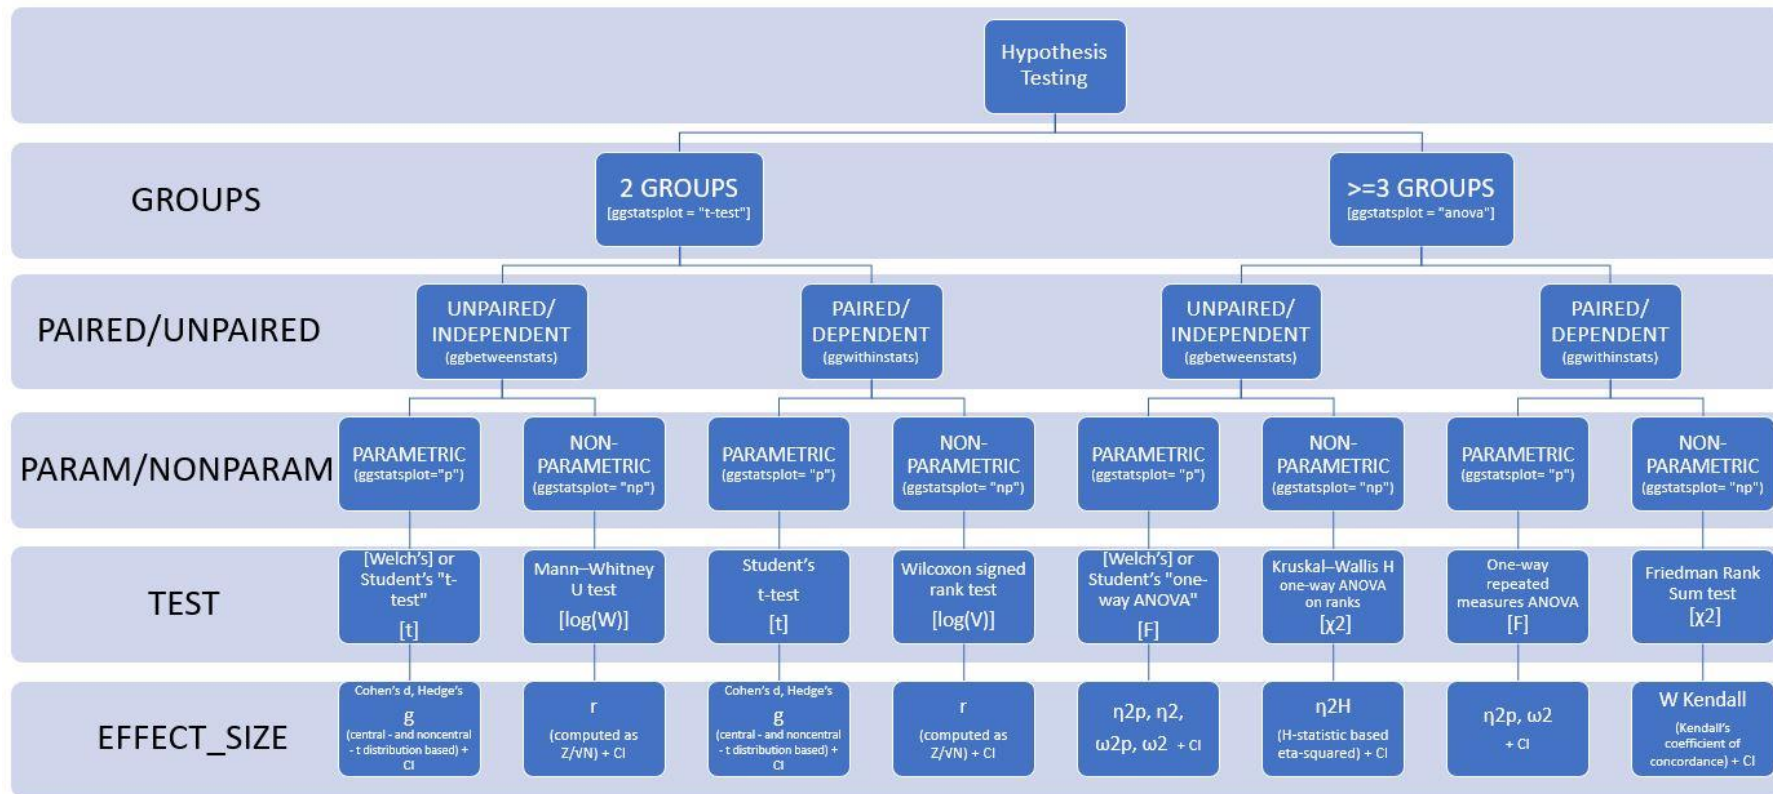 Hypothesis
Testing
GROUPS
2 GROUPS
[ggstatsplot = "t-test"]
>=3 GROUPS
[ggstatsplot = "anova"]
PAIRED/UNPAIRED
UNPAIRED/
INDEPENDENT
(ggbetweenstats)
PAIRED/
DEPENDENT
(ggwithinstats)
UNPAIRED/
INDEPENDENT
(ggbetweenstats)
PAIRED/
DEPENDENT
(ggwithinstats)
PARAM/NONPARAM
PARAMETRIC
(ggstatsplot="p")
NON-
PARAMETRIC
(ggstatsplot= "np")
PARAMETRIC
(ggstatsplot= "p")
NON-
PARAMETRIC
(ggstatsplot= "np")
PARAMETRIC
(ggstatsplot= "p")
NON-
PARAMETRIC
(ggstatsplot= "np")
PARAMETRIC
(ggstatsplot= "p")
NON-
PARAMETRIC
(ggstatsplot= "np")
TEST
[Welch's] or
Student's "t-
test"
[t]
Mann–Whitney
U test
[log(W)]
Student's
t-test
[t]
Wilcoxon signed
rank test
[log(V)]
[Welch's] or
Student's "one-
way ANOVA"
[F]
Kruskal–Wallis H
one-way ANOVA
on ranks
[χ2]
One-way
repeated
measures ANOVA
[F]
Friedman Rank
Sum test
[χ2]
EFFECT_SIZE
Cohen's d, Hedge's
g
(central - and noncentral
- t distribution based) +
CI
r
(computed as
Z/√N) + CI
Cohen's d, Hedge's
g
(central - and noncentral
- t distribution based) +
CI
r
(computed as
Z/√N) + CI
η2p, η2,
ω2p, ω2 + CI
η2H
(H-statistic based
eta-squared) + CI
η2p, ω2
+ CI
W Kendall
(Kendall's
coefficient of
concordance) + CI